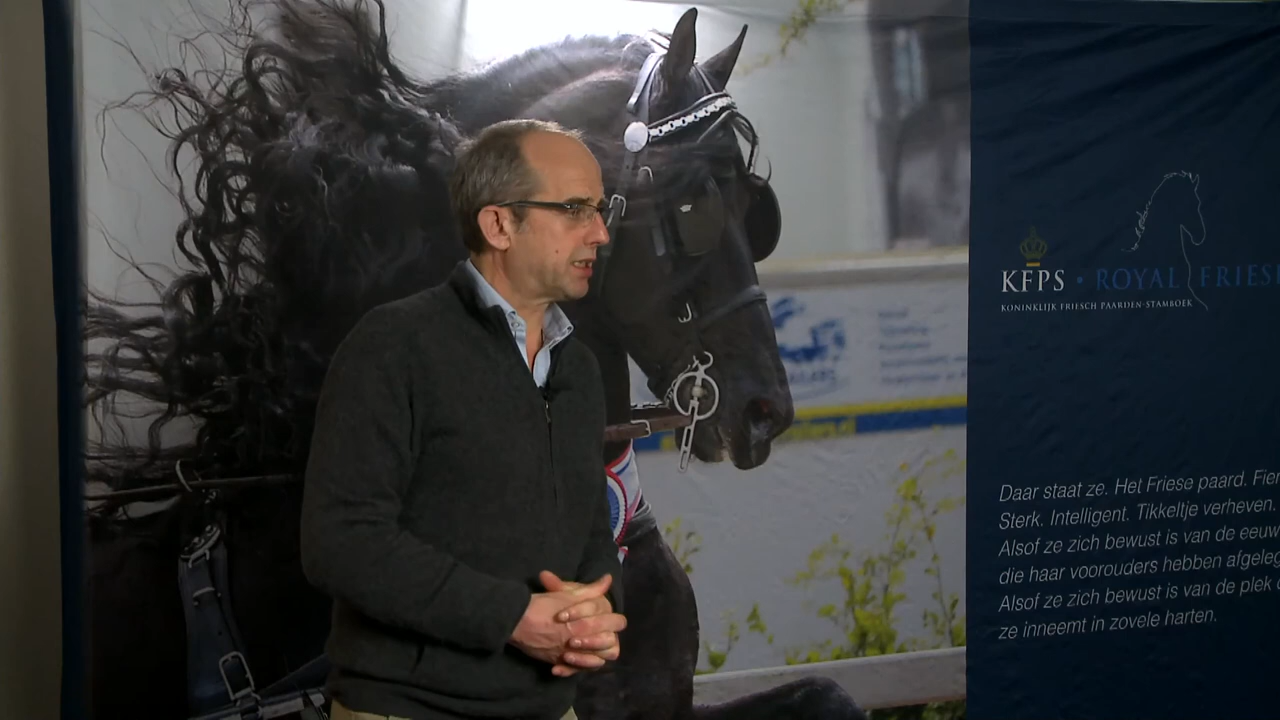 KFPS · ROYAL FRIES
KONINKLIJK FRIESCH PAARDEN-STAMBOEK
Daar staat ze. Het Friese paard. Fier
Sterk. Intelligent. Tikkeltje verheven.
Alsof ze zich bewust is van de eeuw
die haar voorouders hebben afgeleg
Alsof ze zich bewust is van de plek
ze inneemt in zovele harten.